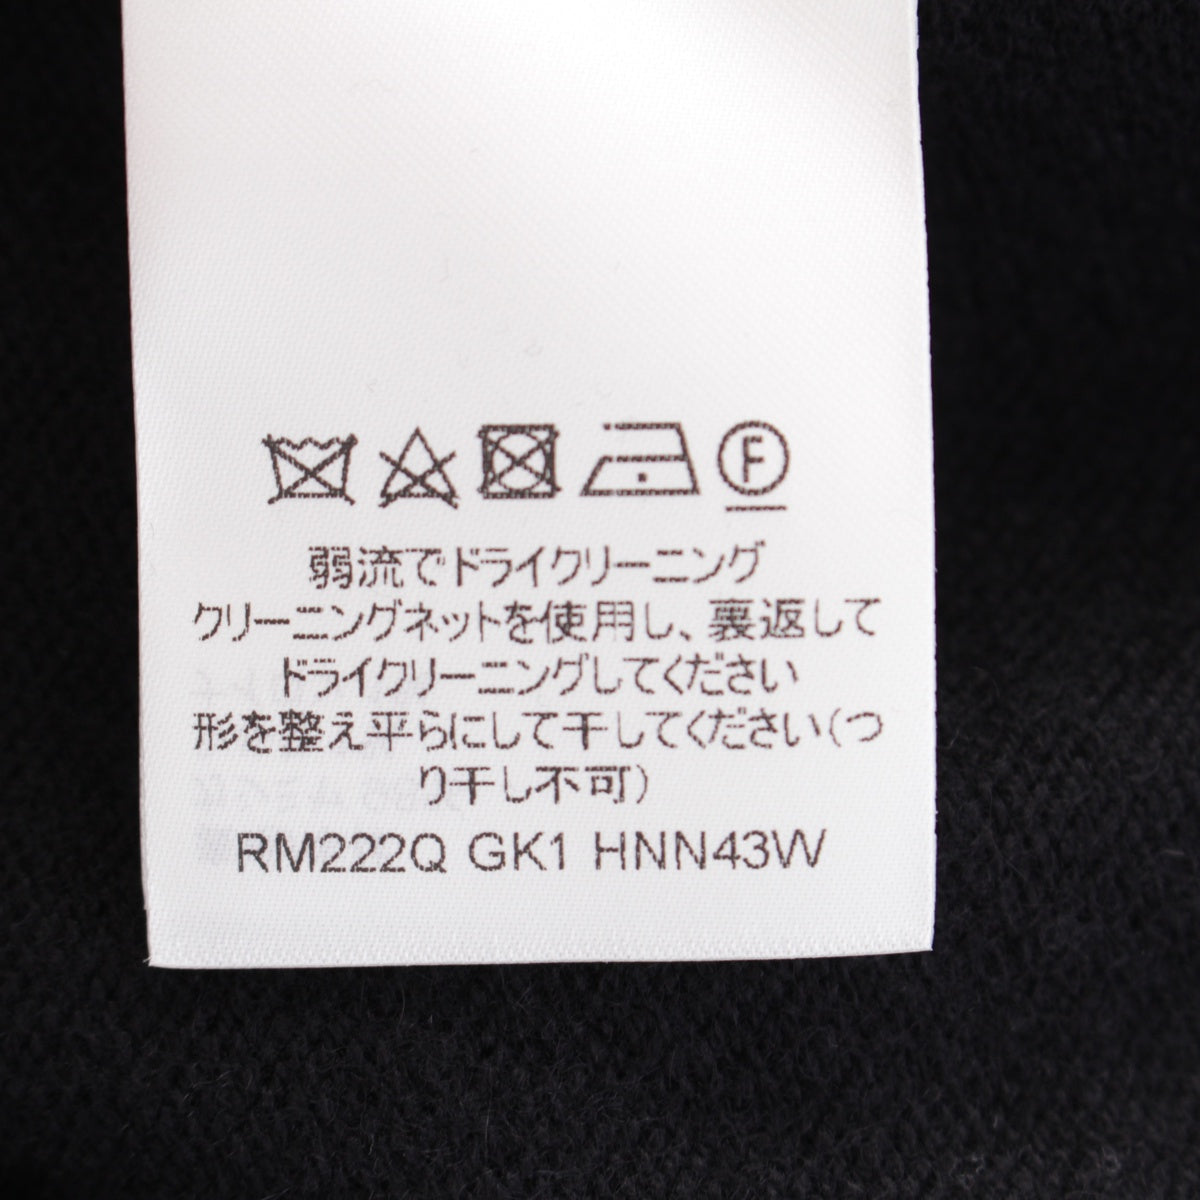 F
弱流でドライクリーニング
クリーニングネットを使用し、裏返して
ドライクリーニングしてください
形を整え平らにして干してください(つ
り干し不可)
RM222Q GK1 HNN43W